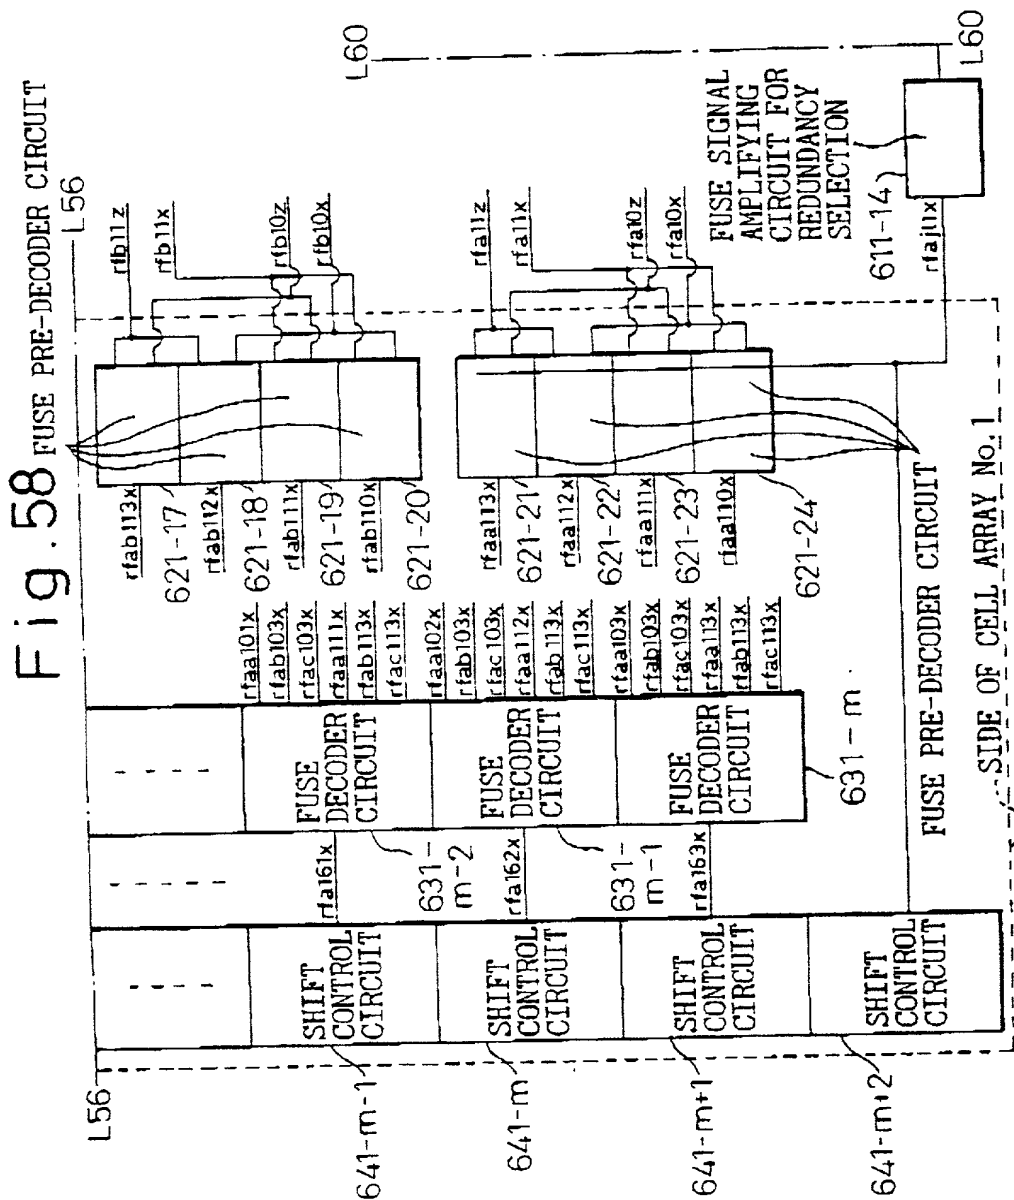 Fig. 58
FUSE PRE-DECODER CIRCUIT
L56
L56
L60
L60
rfb11z
rfb11x
rfb10z
rfb10x
rfa11z
rfa11x
rfa10z
rfa10x
FUSE SIGNAL
AMPLIFYING
CIRCUIT FOR
REDUNDANCY
SELECTION
611-14
rfaj11x
rfab113x
621-17
rfab112x
621-18
rfab111x
621-19
rfab110x
621-20
rfaa113x
621-21
rfaa112x
621-22
rfaa111x
621-23
rfaa110x
621-24
rfaa101x
rfab103x
rfac103x
rfaa111x
rfab113x
rfac113x
rfaa102x
rfab103x
rfac103x
rfaa112x
rfab113x
rfac113x
rfaa103x
rfab103x
rfac103x
rfaa113x
rfab113x
rfac113x
FUSE
DECODER
CIRCUIT
FUSE
DECODER
CIRCUIT
FUSE
DECODER
CIRCUIT
631-m
FUSE PRE-DECODER CIRCUIT
SIDE OF CELL ARRAY No.1
rfa161x
631-
m-2
rfa162x
631-
m-1
rfa163x
SHIFT
CONTROL
CIRCUIT
SHIFT
CONTROL
CIRCUIT
SHIFT
CONTROL
CIRCUIT
SHIFT
CONTROL
CIRCUIT
641-m-1
641-m
641-m+1
641-m+2